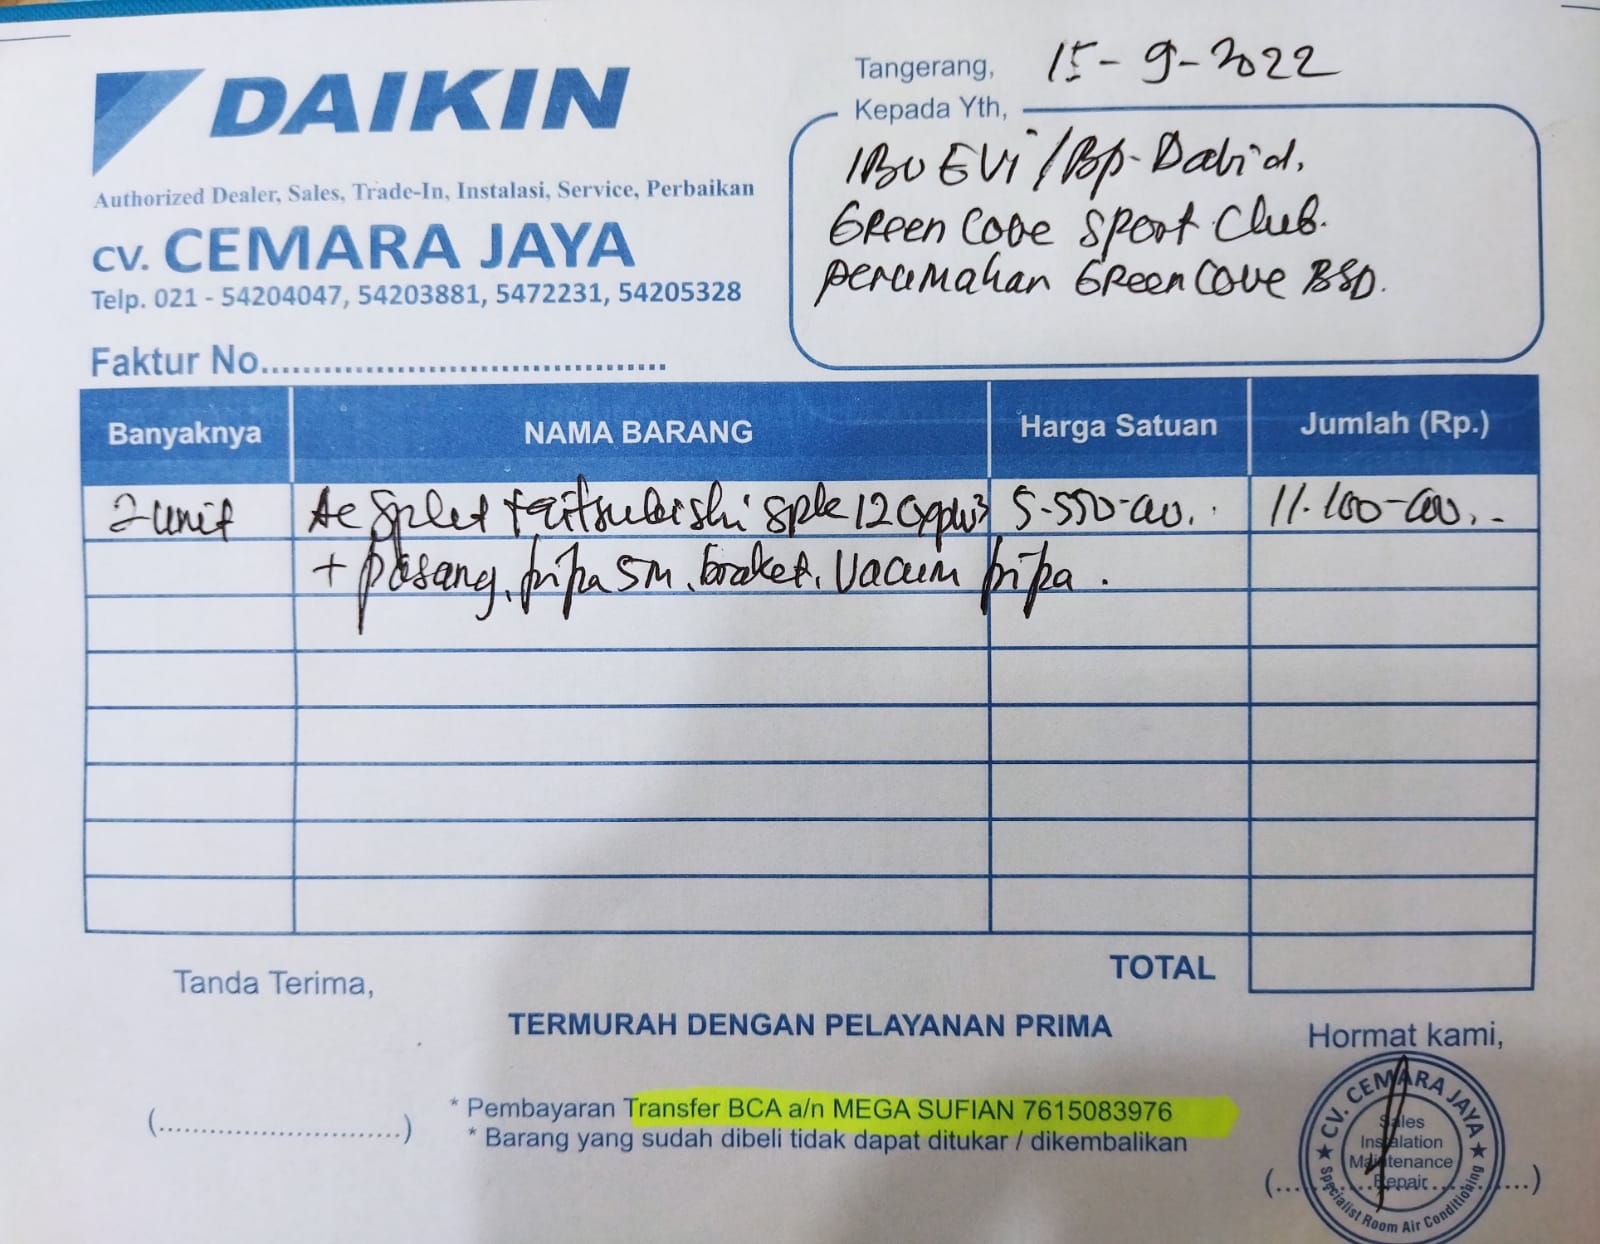 DAIKIN
Authorized Dealer, Sales, Trade-In, Instalasi, Service, Perbaikan
CV. CEMARA JAYA
Telp. 021 - 54204047, 54203881, 5472231, 54205328
Faktur No........................................
Tangerang, 15-9-2022
Kepada Yth,
IBU EVI / Bp. David.
Green Cove Sport Club.
Perumahan Green Cove BSD.
Banyaknya NAMA BARANG Harga Satuan Jumlah (Rp.)
2 unit Ac Split 12 5.550-000,- 11.100-000,-
+ pasang, pipa 5m, braket, Vacum pipa.
TOTAL
Tanda Terima,
TERMURAH DENGAN PELAYANAN PRIMA
Hormat kami,
* Pembayaran Transfer BCA a/n MEGA SUFIAN 7615083976
* Barang yang sudah dibeli tidak dapat ditukar / dikembalikan
(...............................)
CV. CEMARA JAYA
Sales
Instalation
Maintenance
Repair
Specialist Room Air Conditioning
(...............................)